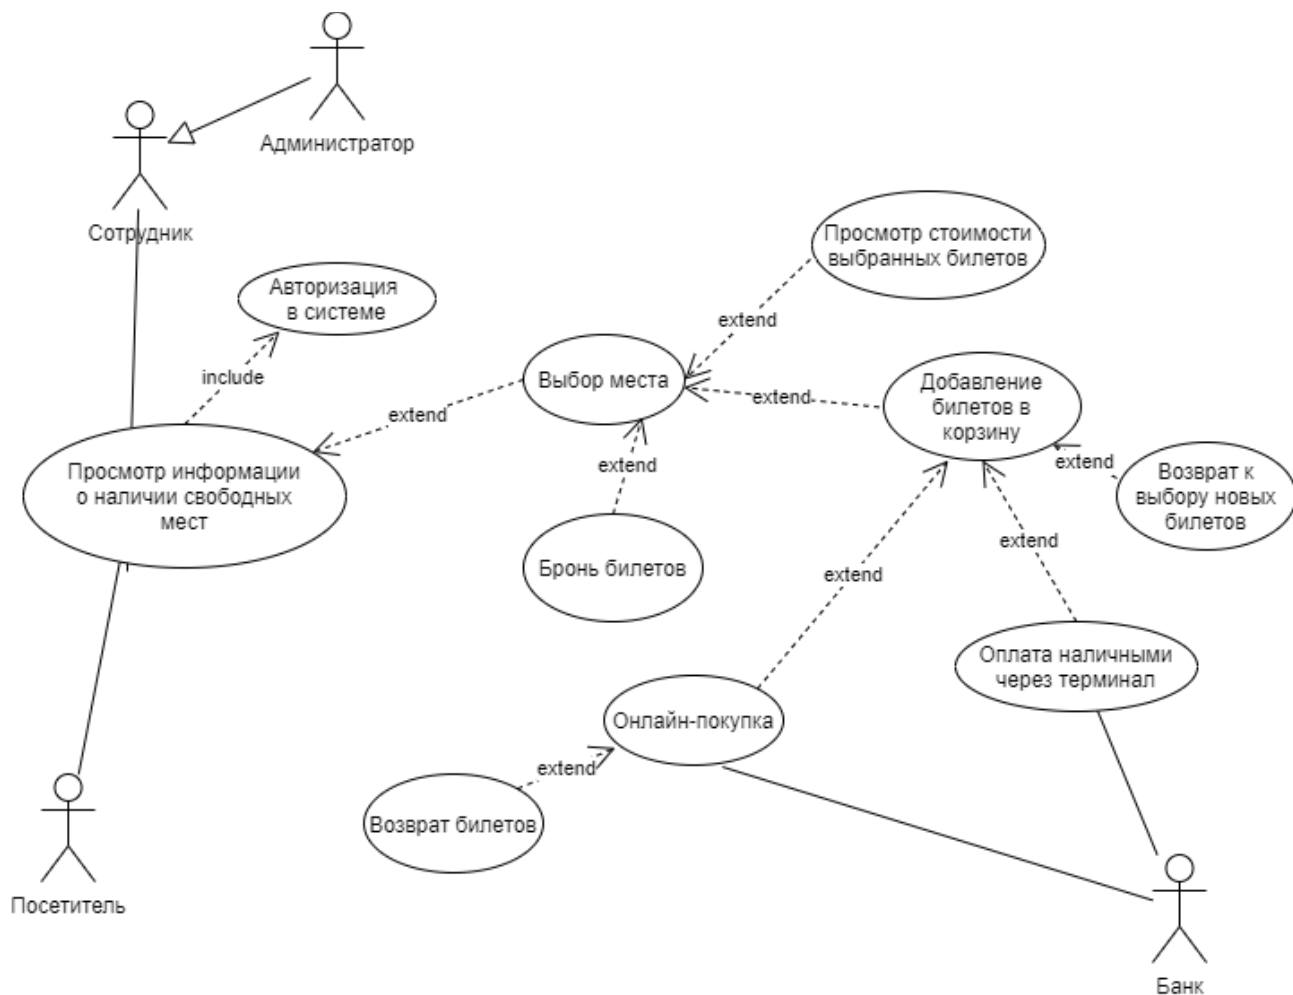 Администратор
Сотрудник
Просмотр стоимости
выбранных билетов
Авторизация
в системе
extend
include
Выбор места
Добавление
билетов в
корзину
extend
extend
extend
extend
Просмотр информации
о наличии свободных
мест
Возврат к
выбору новых
билетов
extend
extend
Бронь билетов
Оплата наличными
через терминал
Онлайн-покупка
extend
Возврат билетов
Посетитель
Банк